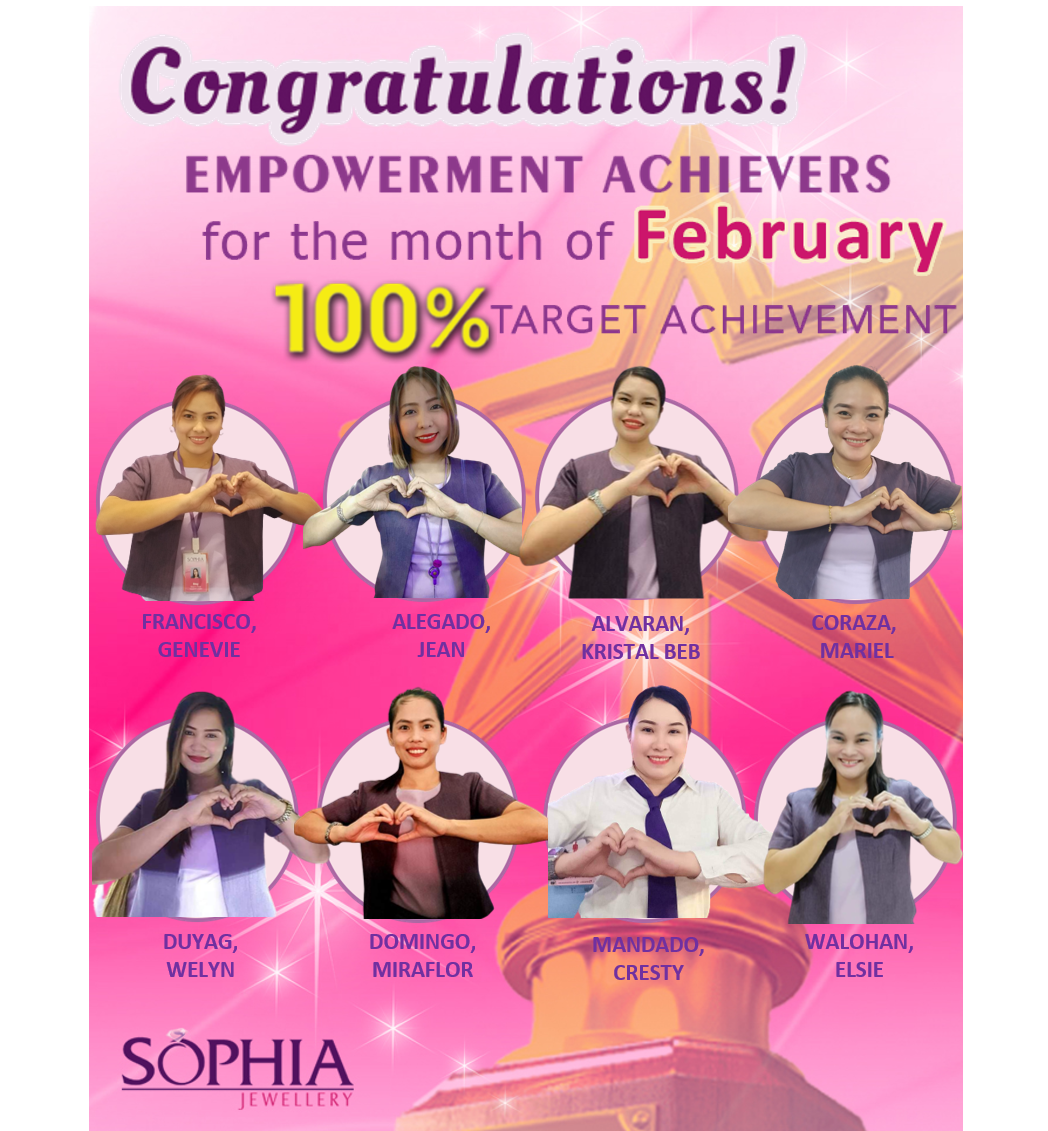 Congratulations!
EMPOWERMENT ACHIEVERS
for the month of February
100% TARGET ACHIEVEMENT
SOPHIA
FRANCISCO,
GENEVIE
ALEGADO,
JEAN
ALVARAN,
KRISTAL BEB
CORAZA,
MARIEL
DUYAG,
WELYN
DOMINGO,
MIRAFLOR
MANDADO,
CRESTY
WALOHAN,
ELSIE
SOPHIA
JEWELLERY